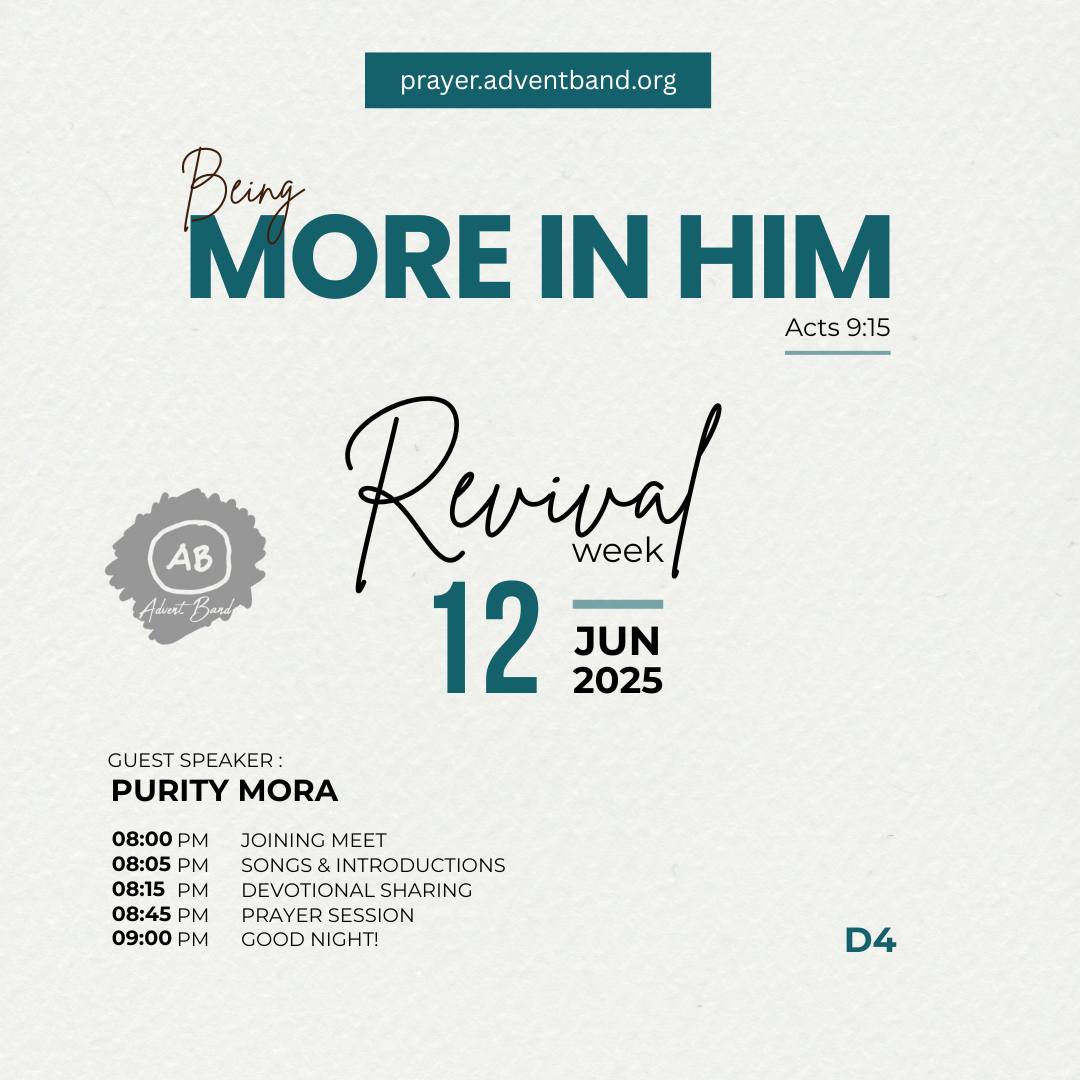 prayer.adventband.org
Being
MORE IN HIM
Acts 9:15
Revival
week
12
JUN
2025
AB
Advent Band
GUEST SPEAKER :
PURITY MORA
08:00 PM JOINING MEET
08:05 PM SONGS & INTRODUCTIONS
08:15 PM DEVOTIONAL SHARING
08:45 PM PRAYER SESSION
09:00 PM GOOD NIGHT!
D4